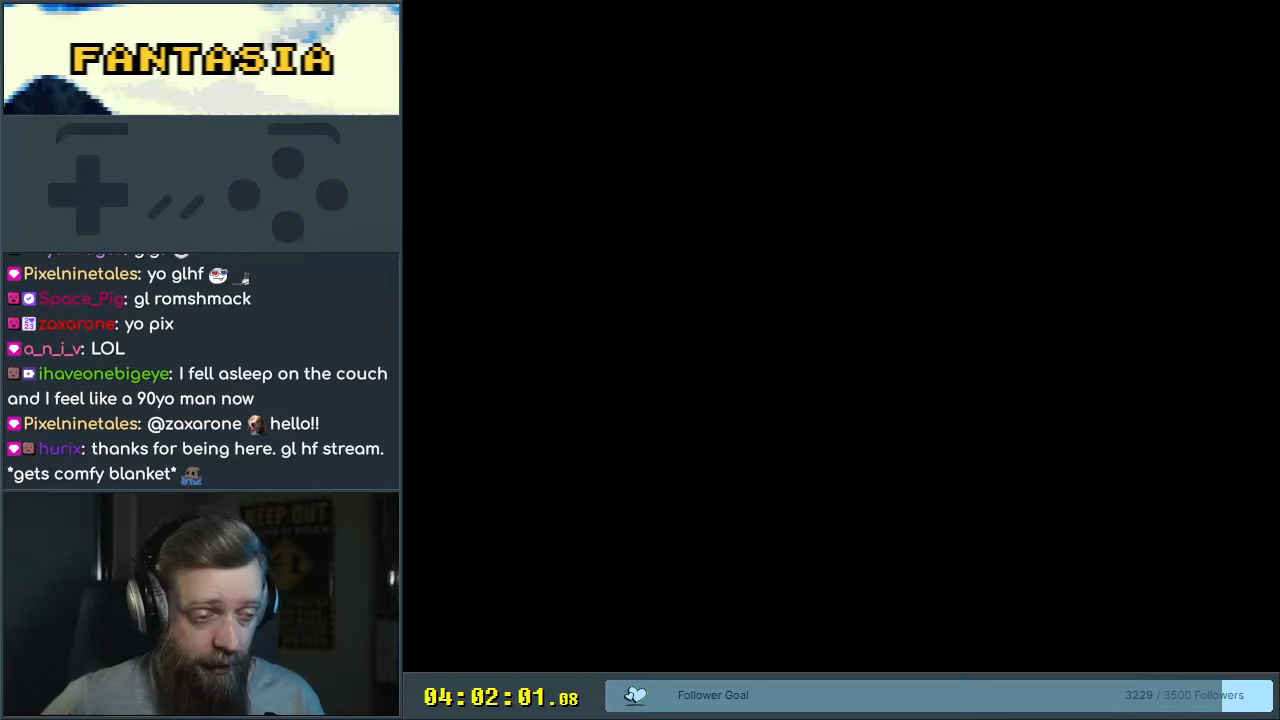 FANTASIA
Pixelninetales: yo glhf
Space_Pig: gl romshmack
zaxarone: yo pix
a_n_i_v: LOL
ihaveonebigeye: I fell asleep on the couch
and I feel like a 90yo man now
Pixelninetales: @zaxarone hello!!
hurix: thanks for being here. gl hf stream.
*gets comfy blanket*
KEEP OUT
04:02:01.08
Follower Goal
3229 / 3500 Followers